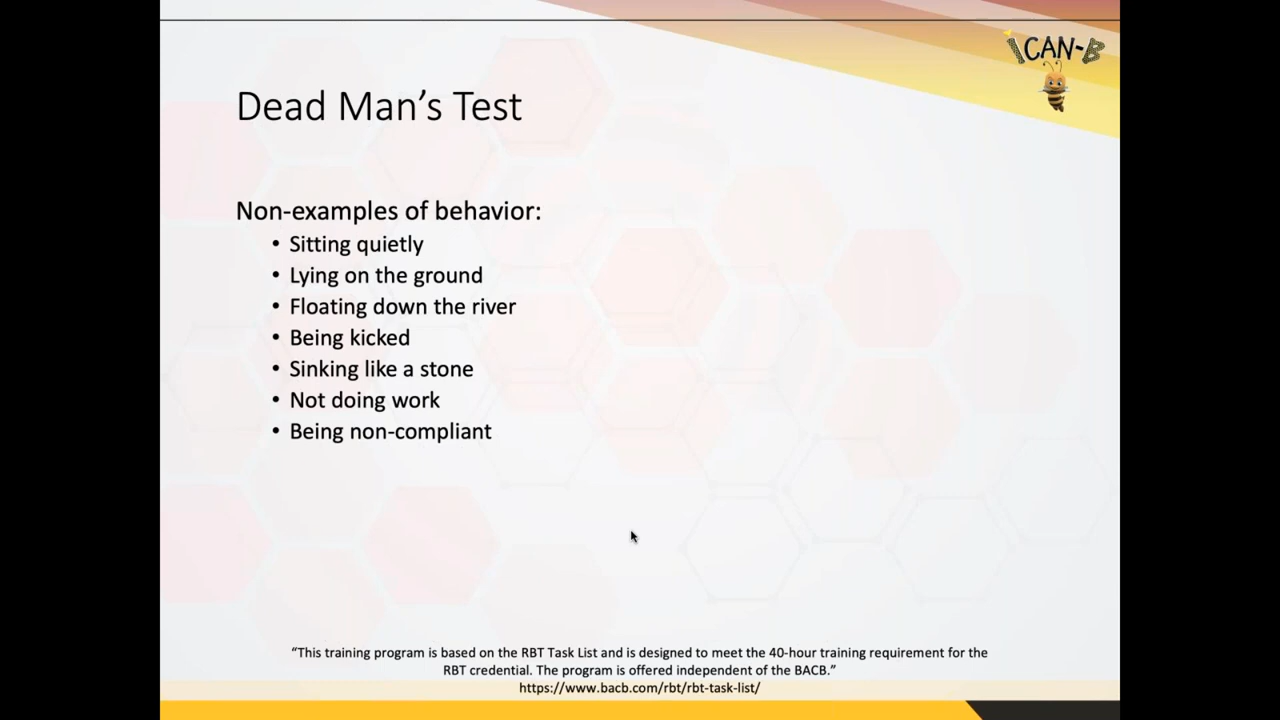 ICAN-B
Dead Man’s Test
Non-examples of behavior:
• Sitting quietly
• Lying on the ground
• Floating down the river
• Being kicked
• Sinking like a stone
• Not doing work
• Being non-compliant
“This training program is based on the RBT Task List and is designed to meet the 40-hour training requirement for the
RBT credential. The program is offered independent of the BACB.”
https://www.bacb.com/rbt/rbt-task-list/